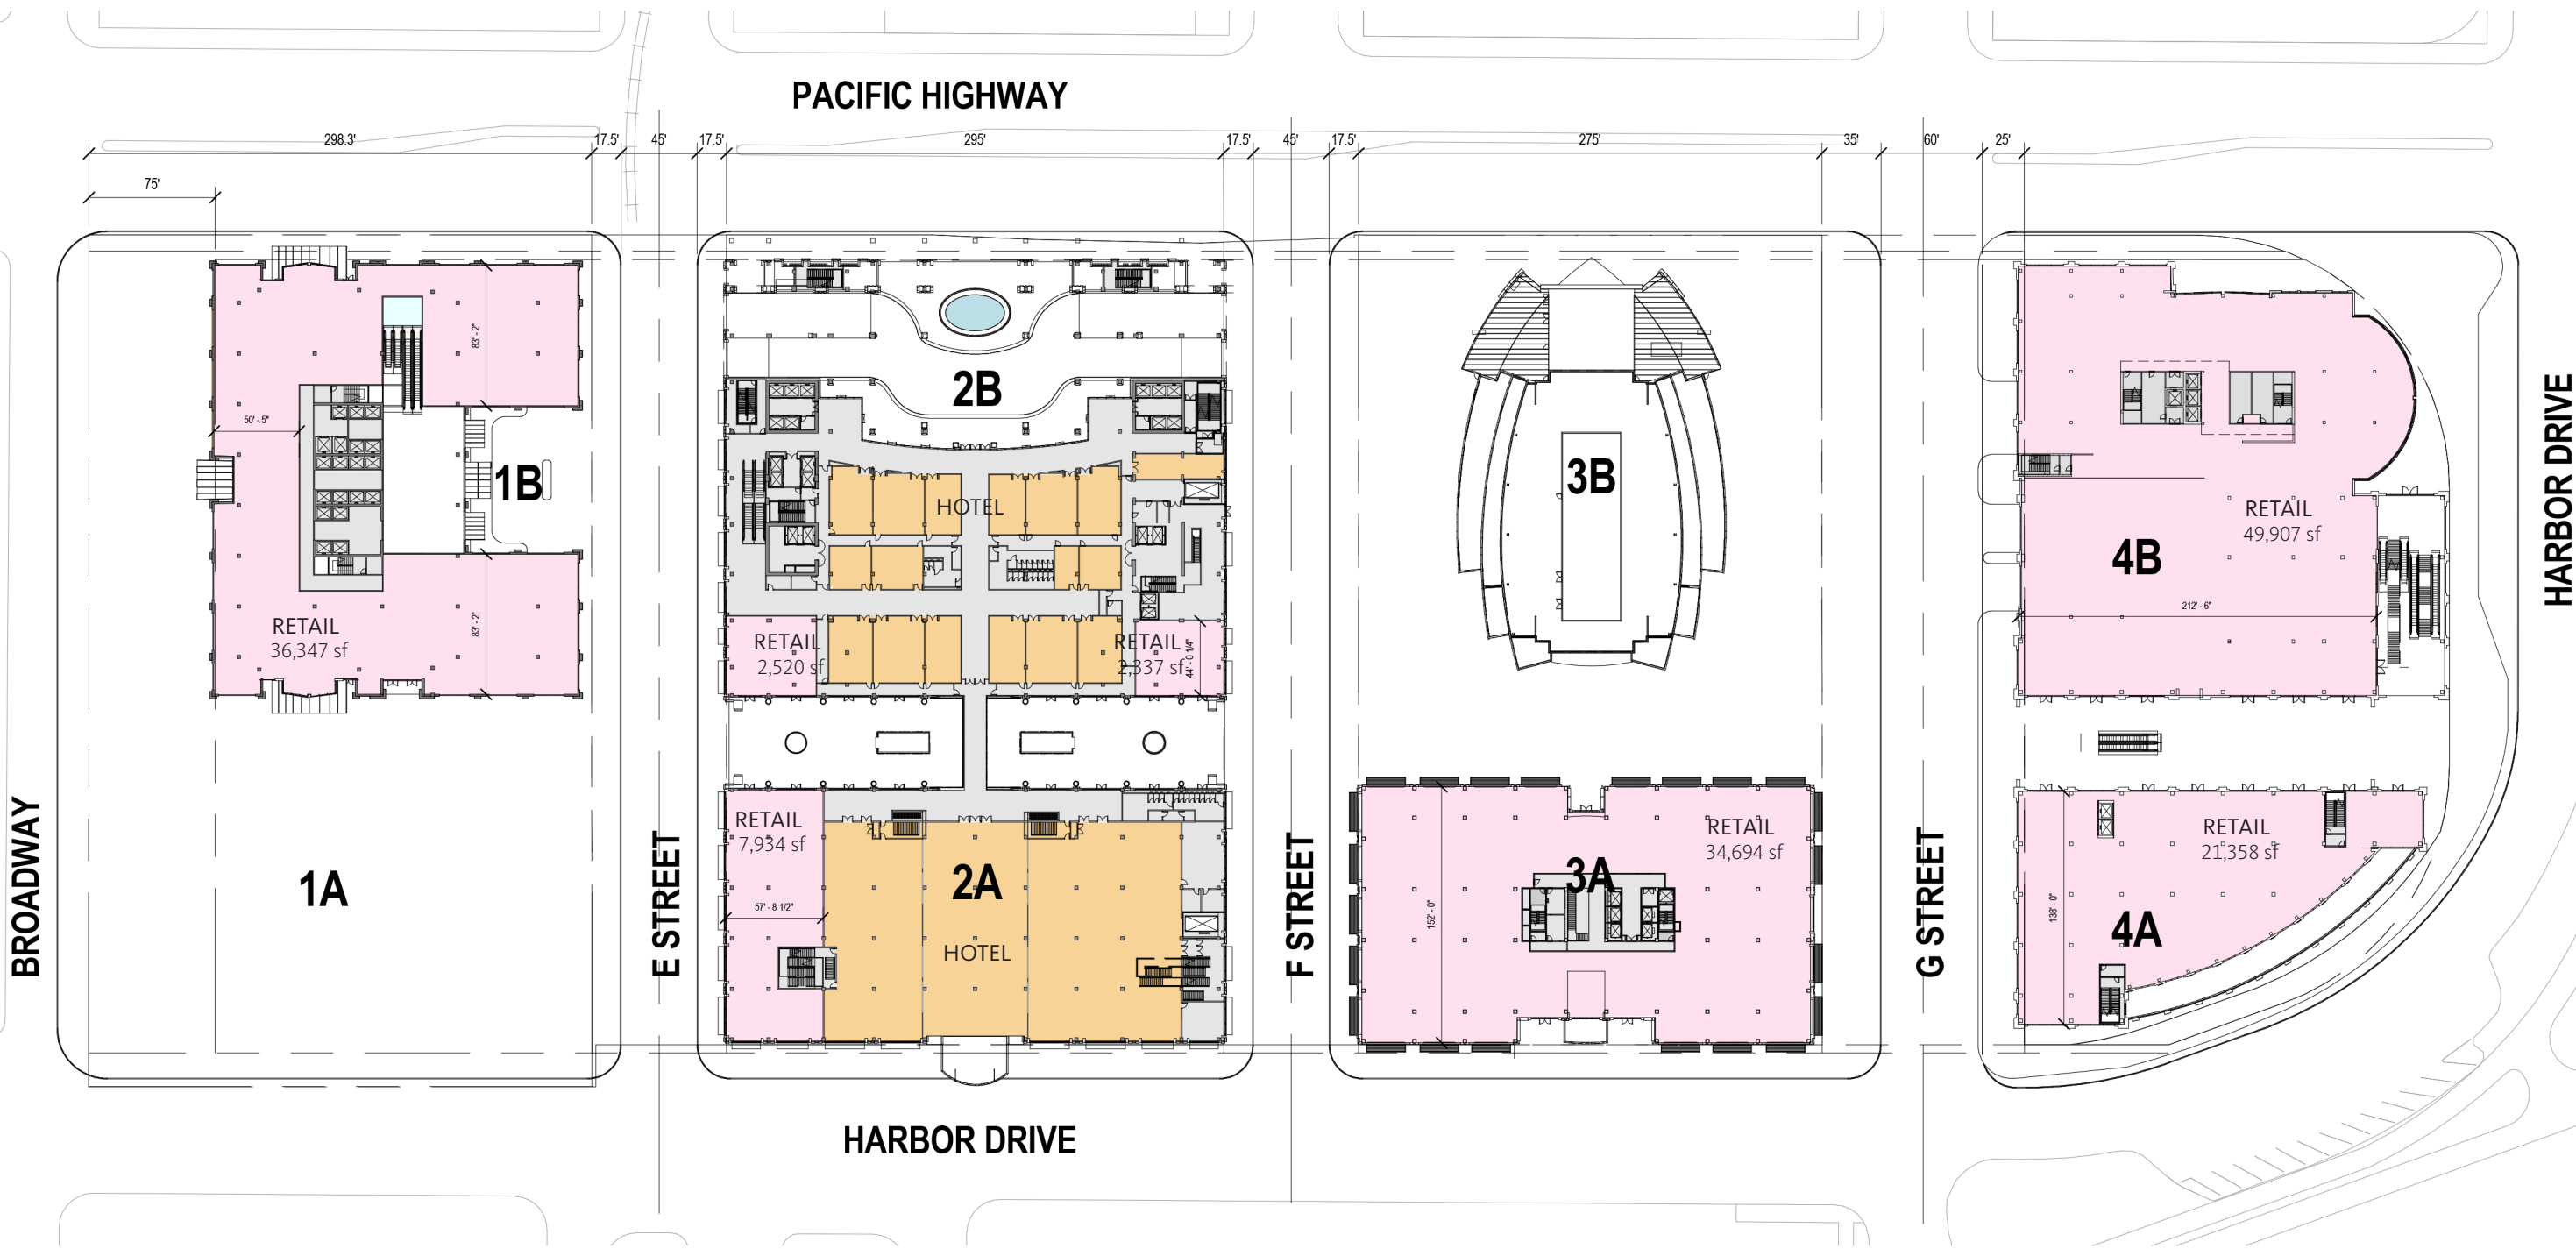 PACIFIC HIGHWAY
298.3'
17.5'
45'
17.5'
295'
17.5'
45'
17.5'
275'
35'
60'
25'
75'
83' - 2"
50' - 5"
1B
RETAIL
36,347 sf
83' - 2"
1A
BROADWAY
E STREET
2B
HOTEL
RETAIL
2,520 sf
RETAIL
2,337 sf
44' - 0 1/4"
RETAIL
7,934 sf
57' - 8 1/2"
2A
HOTEL
F STREET
3B
RETAIL
34,694 sf
3A
152' - 0"
G STREET
RETAIL
49,907 sf
4B
212' - 6"
RETAIL
21,358 sf
138' - 0"
4A
HARBOR DRIVE
HARBOR DRIVE